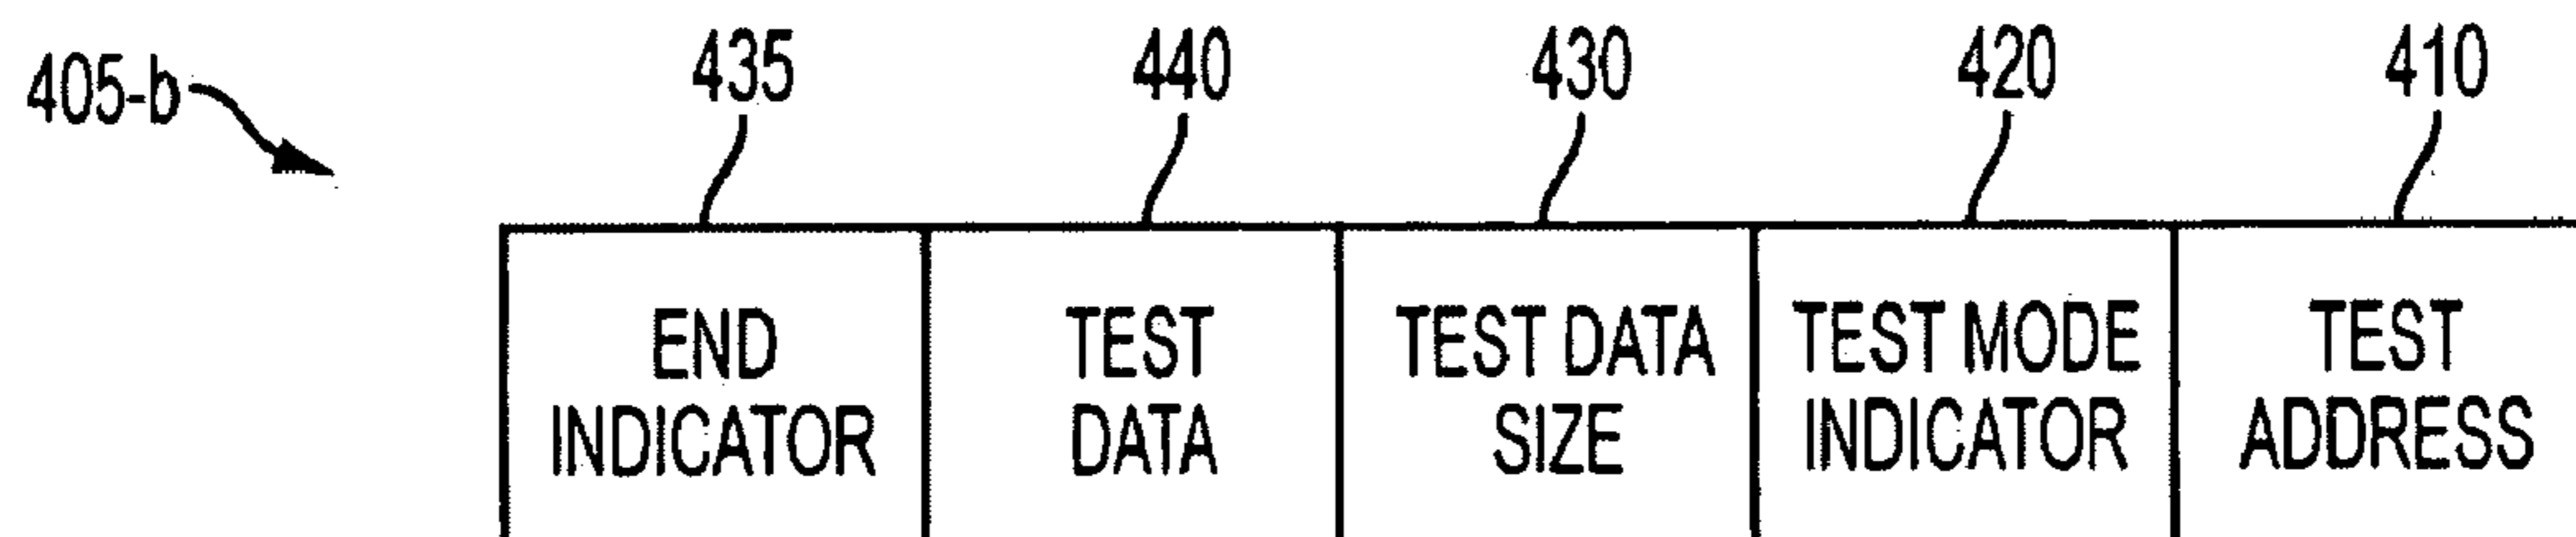 405-b
435
440
430
420
410
END
INDICATOR
TEST
DATA
TEST DATA
SIZE
TEST MODE
INDICATOR
TEST
ADDRESS